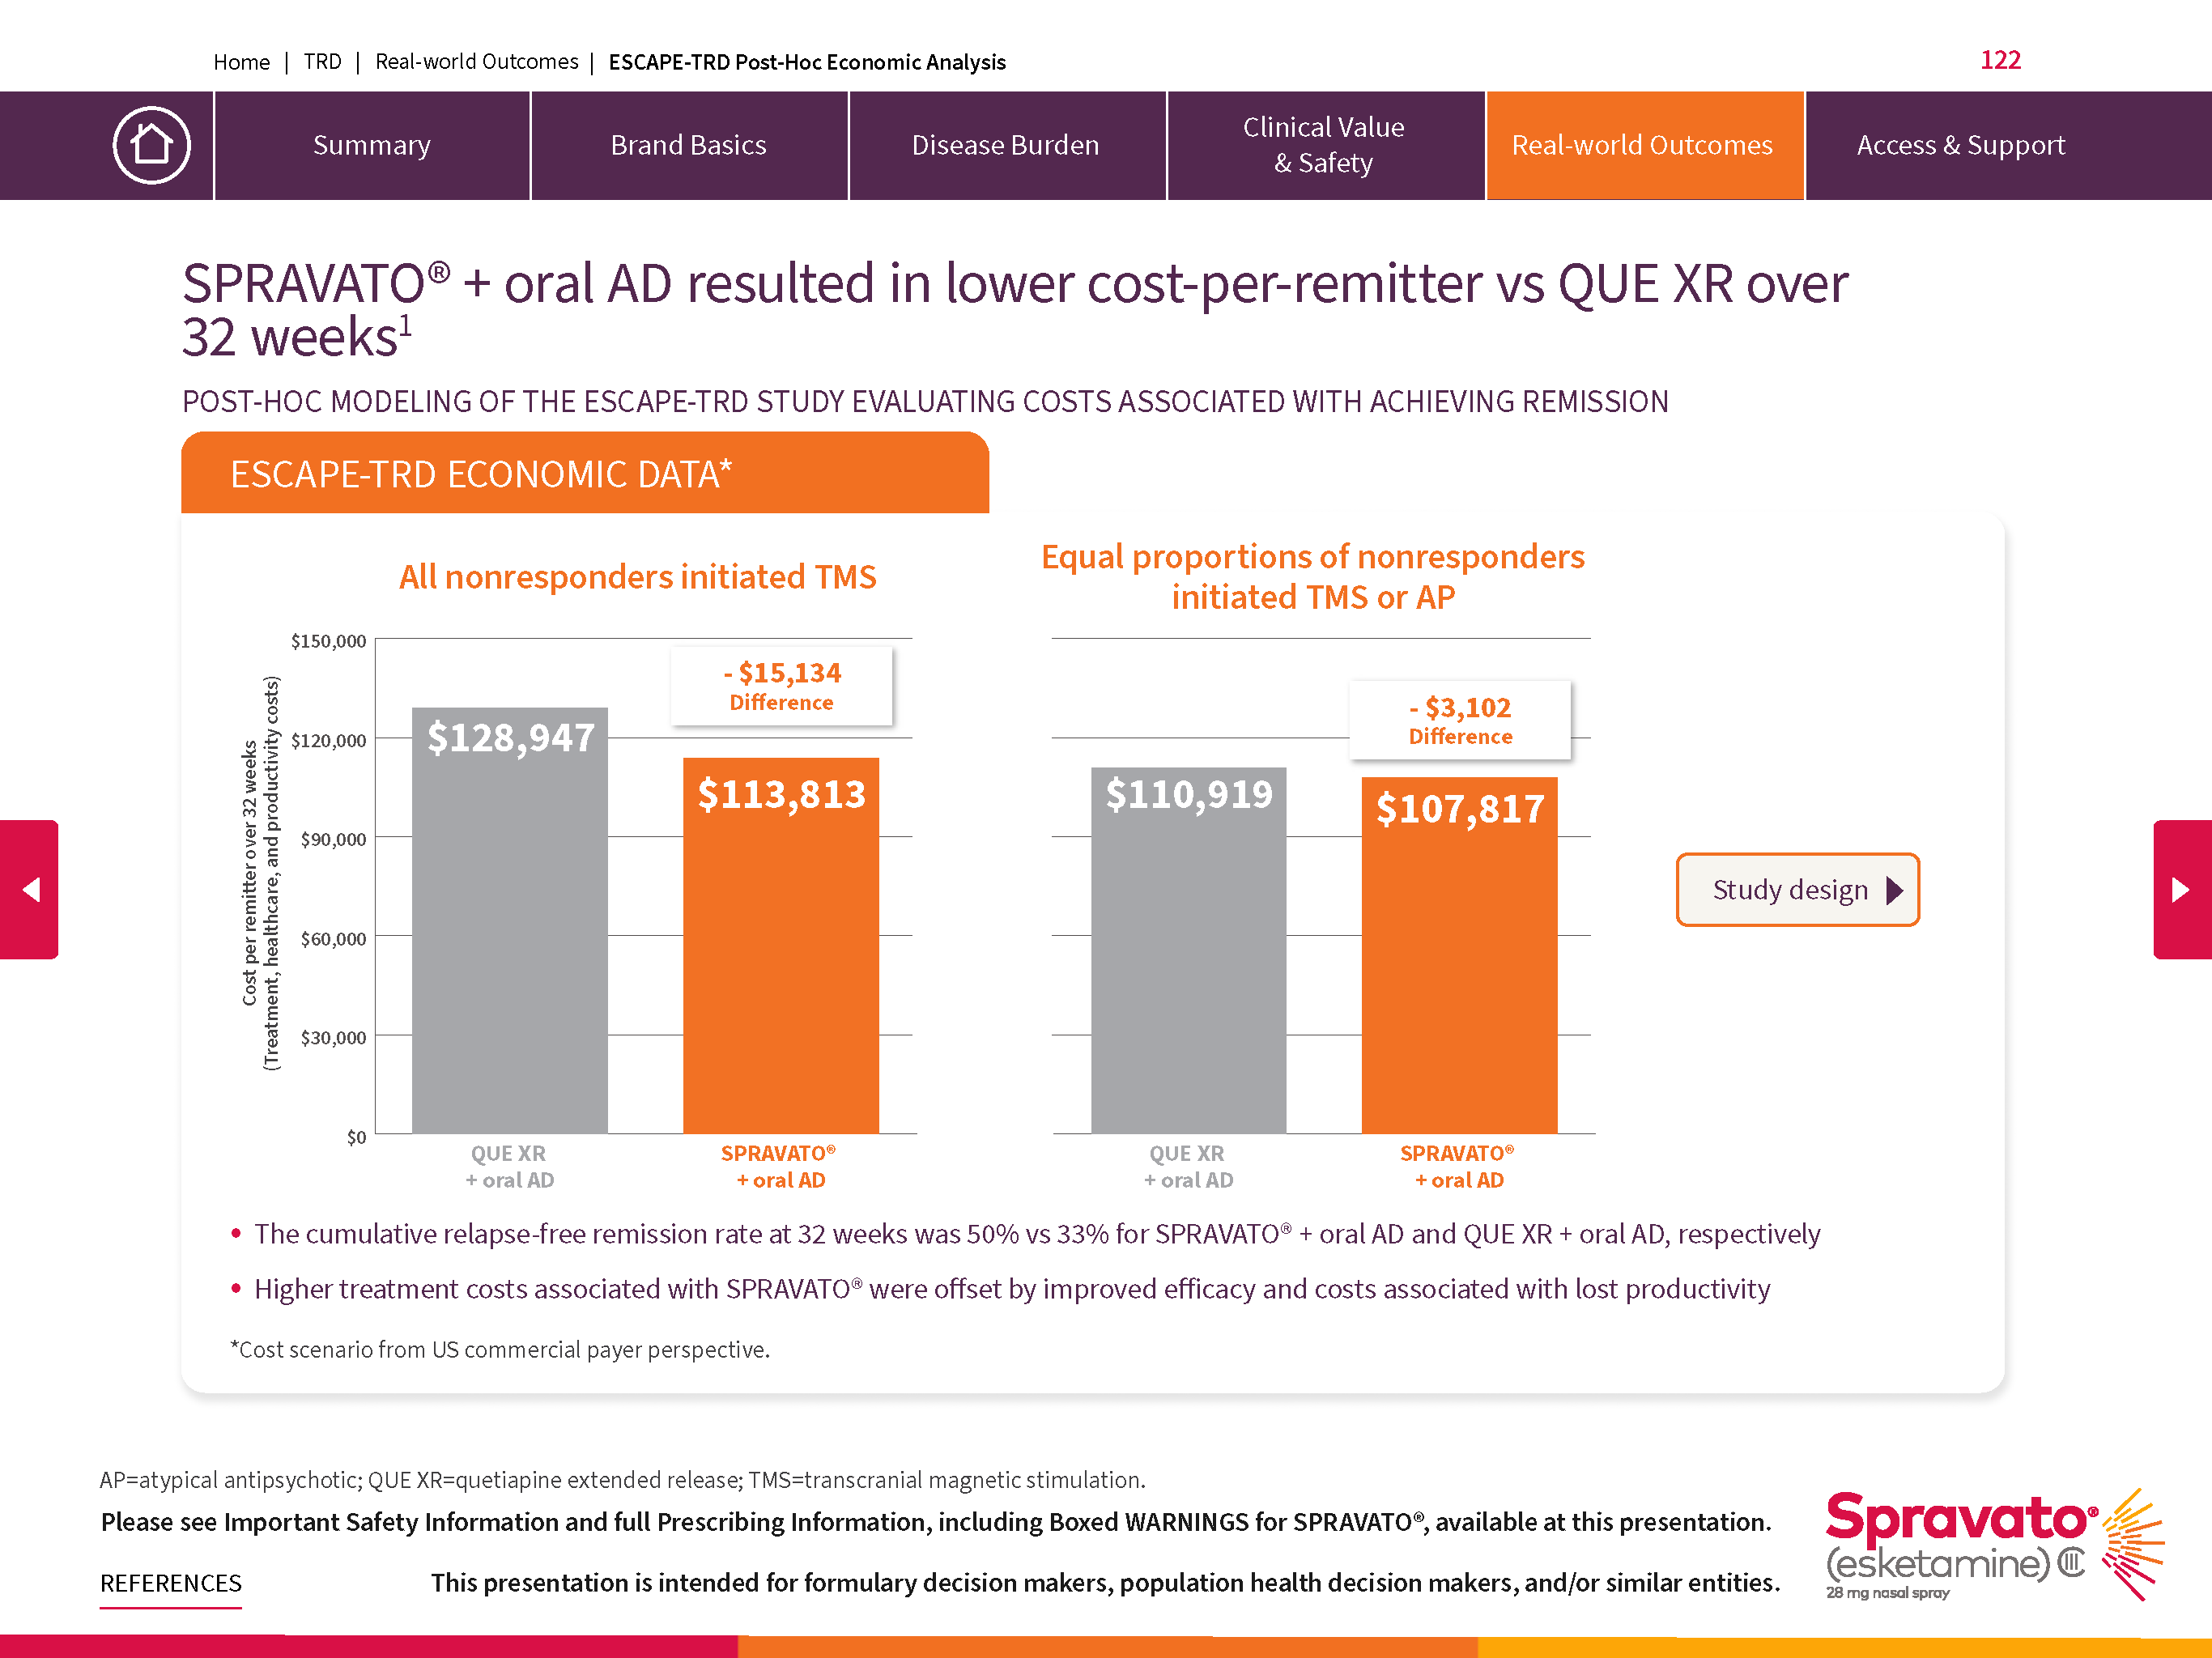 Home | TRD | Real-world Outcomes | ESCAPE-TRD Post-Hoc Economic Analysis
122
Summary
Brand Basics
Disease Burden
Clinical Value
& Safety
Real-world Outcomes
Access & Support
SPRAVATO® + oral AD resulted in lower cost-per-remitter vs QUE XR over
32 weeks1
POST-HOC MODELING OF THE ESCAPE-TRD STUDY EVALUATING COSTS ASSOCIATED WITH ACHIEVING REMISSION
ESCAPE-TRD ECONOMIC DATA*
All nonresponders initiated TMS
Cost per remitter over 32 weeks
(Treatment, healthcare, and productivity costs)
$150,000
$120,000
$90,000
$60,000
$30,000
$0
$128,947
- $15,134
Difference
$113,813
QUE XR
+ oral AD
SPRAVATO®
+ oral AD
Equal proportions of nonresponders
initiated TMS or AP
$110,919
- $3,102
Difference
$107,817
QUE XR
+ oral AD
SPRAVATO®
+ oral AD
Study design
• The cumulative relapse-free remission rate at 32 weeks was 50% vs 33% for SPRAVATO® + oral AD and QUE XR + oral AD, respectively
• Higher treatment costs associated with SPRAVATO® were offset by improved efficacy and costs associated with lost productivity
*Cost scenario from US commercial payer perspective.
AP=atypical antipsychotic; QUE XR=quetiapine extended release; TMS=transcranial magnetic stimulation.
Please see Important Safety Information and full Prescribing Information, including Boxed WARNINGS for SPRAVATO®, available at this presentation.
REFERENCES
This presentation is intended for formulary decision makers, population health decision makers, and/or similar entities.
Spravato®
(esketamine) CIII
28 mg nasal spray